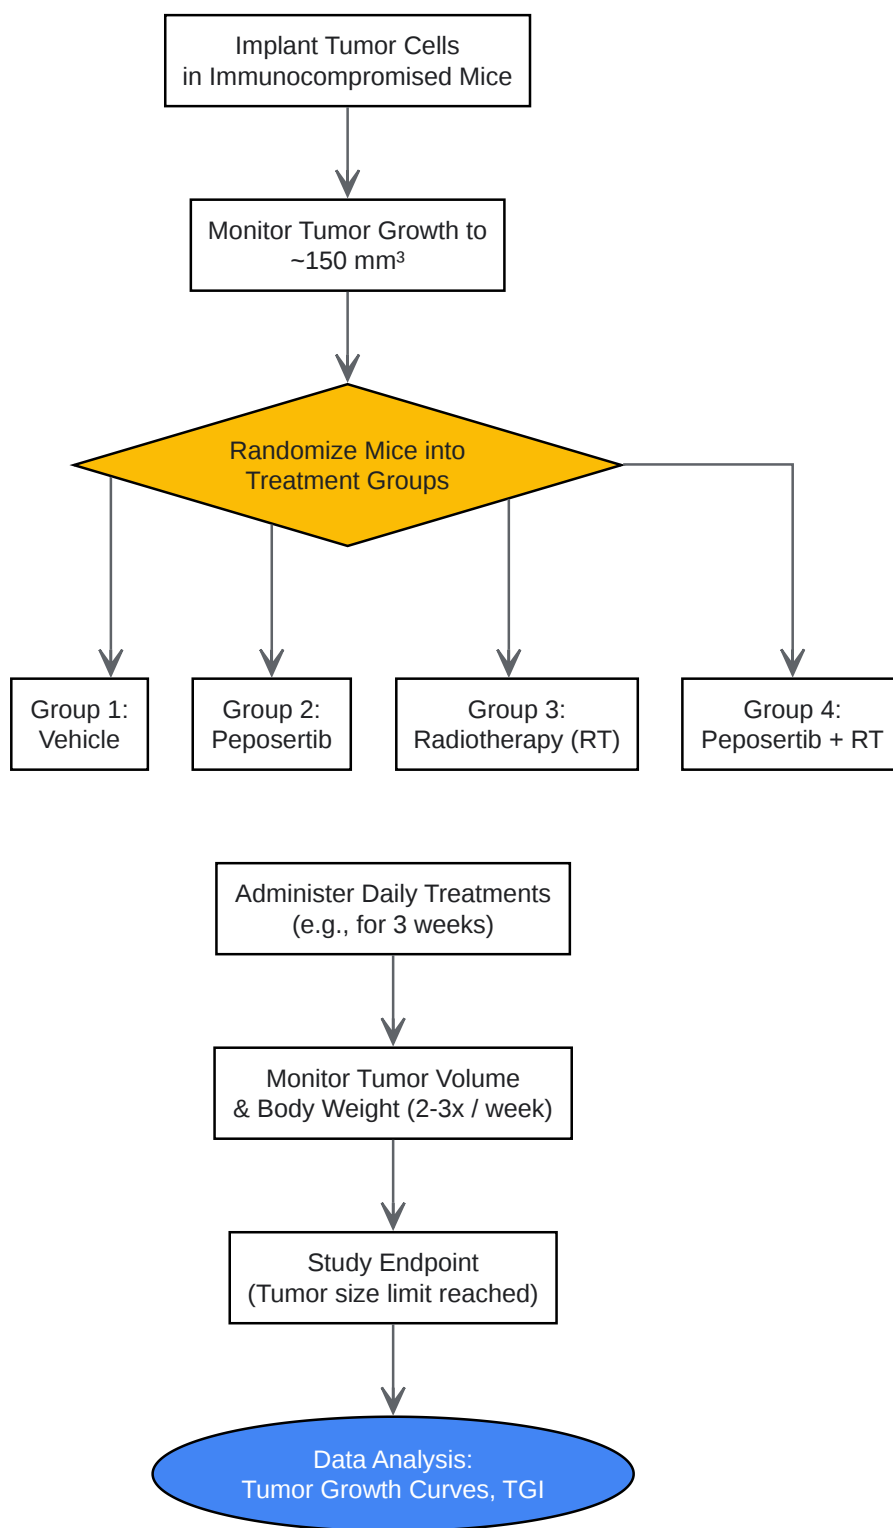 Implant Tumor Cells
in Immunocompromised Mice
Monitor Tumor Growth to
~150 mm³
Randomize Mice into
Treatment Groups
Group 1:
Vehicle
Group 2:
Peposertib
Group 3:
Radiotherapy (RT)
Group 4:
Peposertib + RT
Administer Daily Treatments
(e.g., for 3 weeks)
Monitor Tumor Volume
& Body Weight (2-3x / week)
Study Endpoint
(Tumor size limit reached)
Data Analysis:
Tumor Growth Curves, TGI